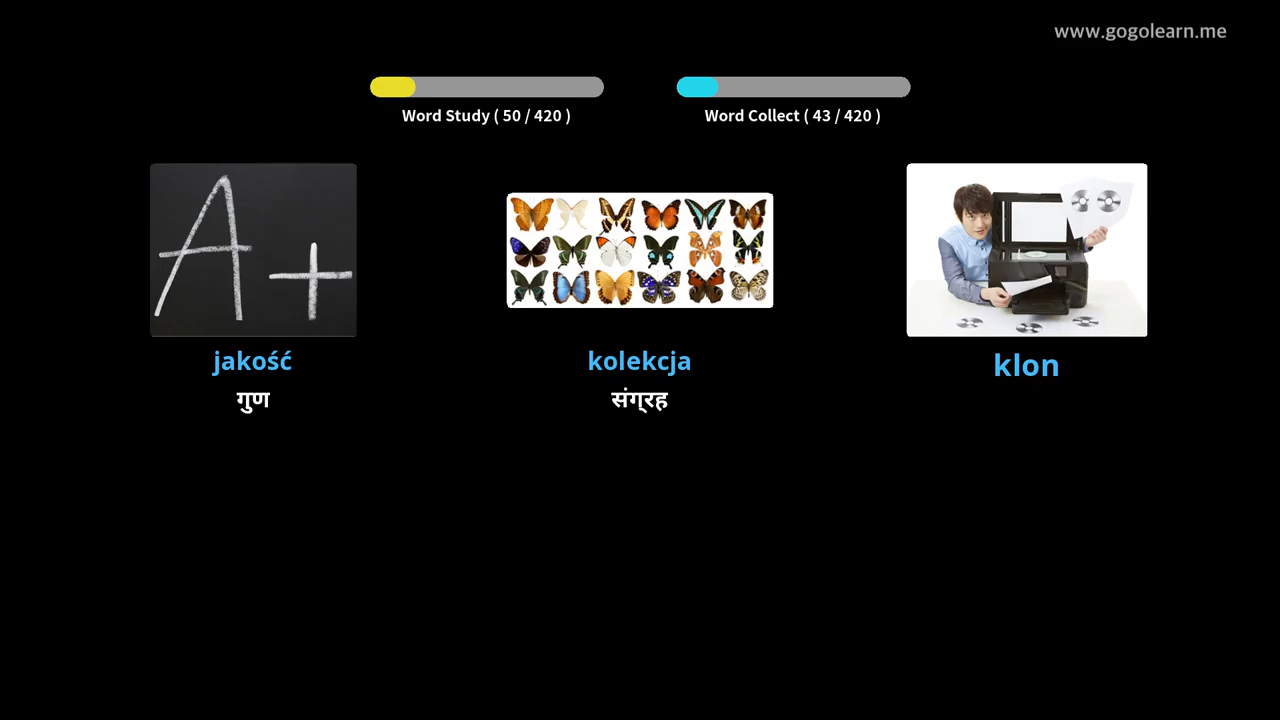 www.gogolearn.me
Word Study ( 50 / 420 )
Word Collect ( 43 / 420 )
A+
jakość
kolekcja
klon
गुण
संग्रह